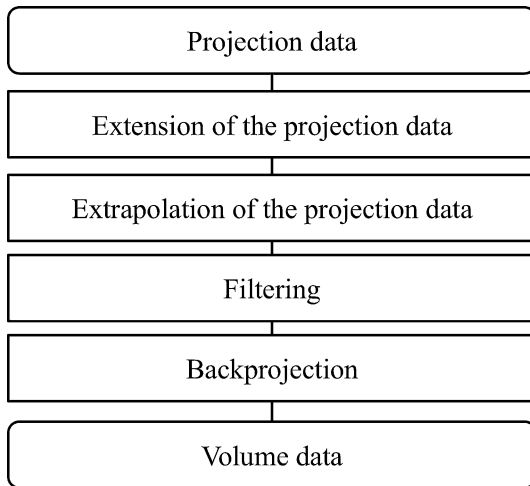 Projection data
Extension of the projection data
Extrapolation of the projection data
Filtering
Backprojection
Volume data